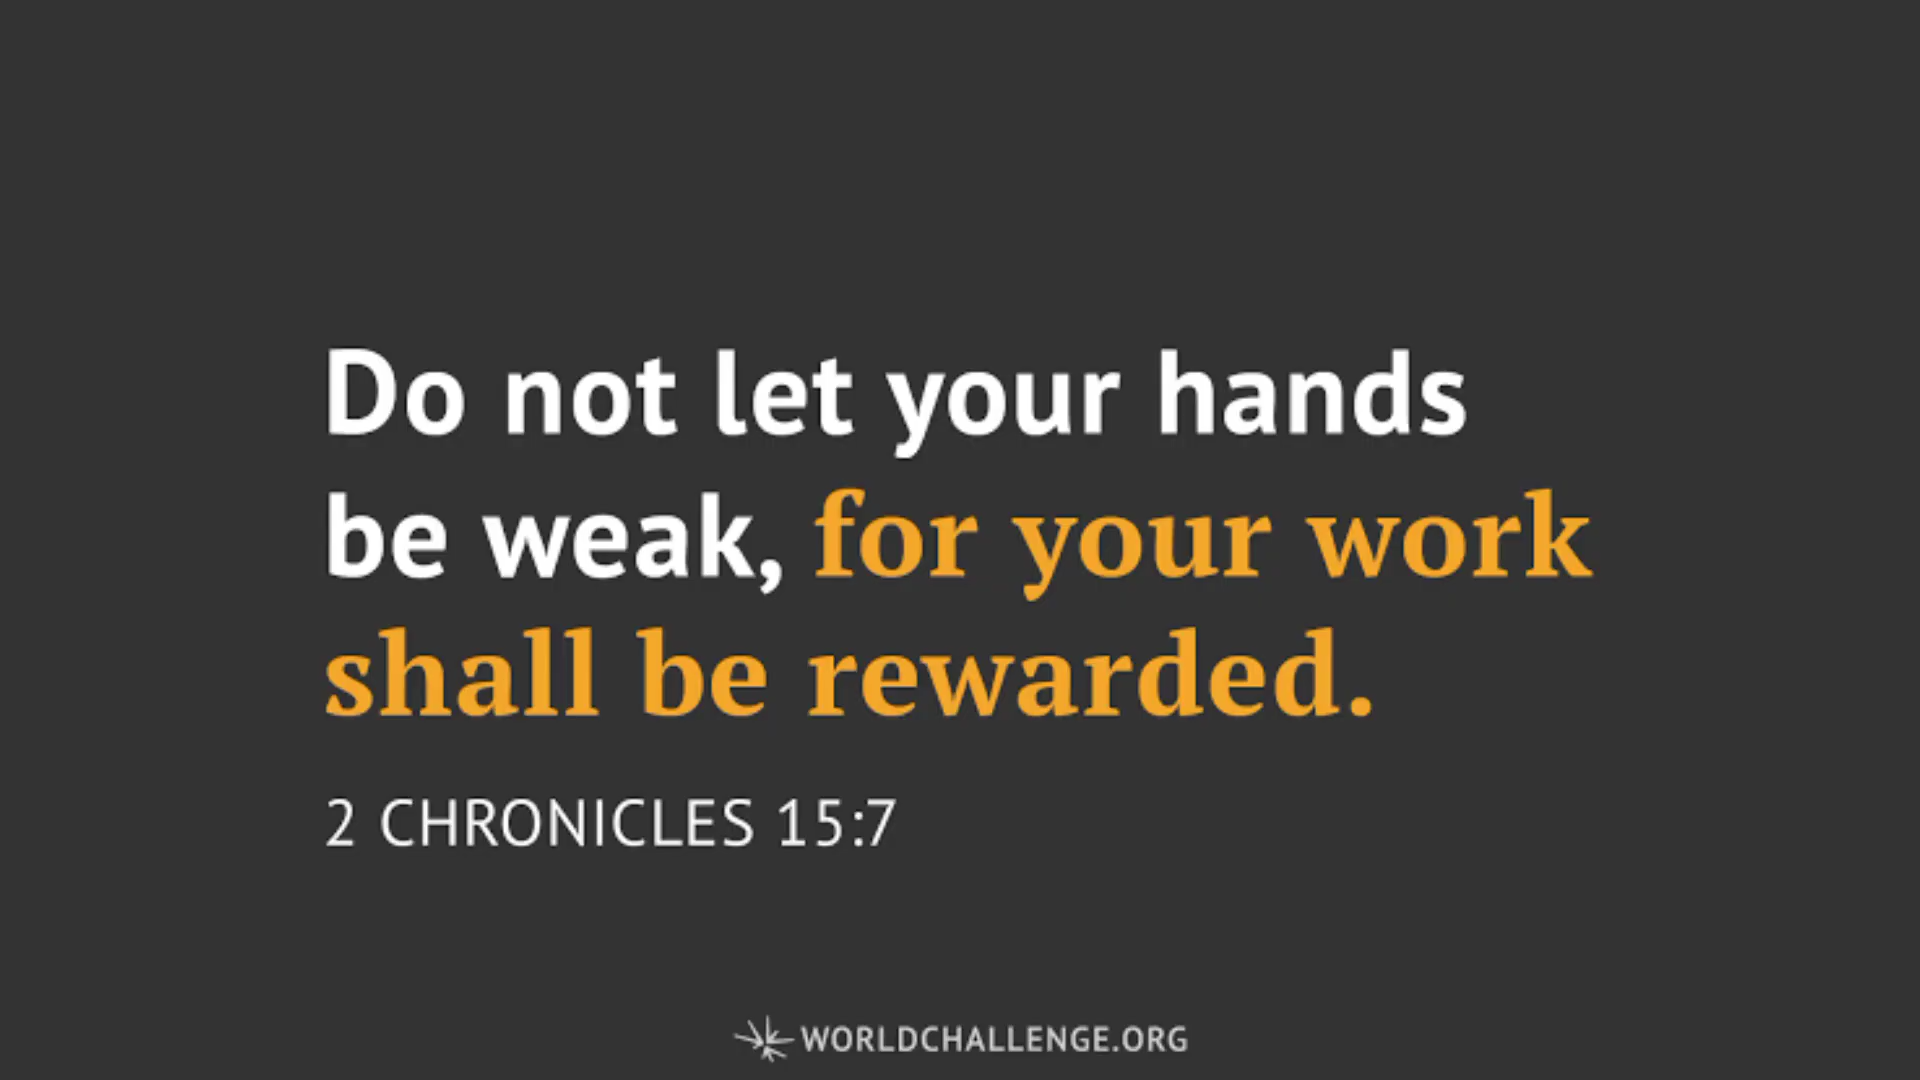 Do not let your hands
be weak, for your work
shall be rewarded.
2 CHRONICLES 15:7
WORLDCHALLENGE.ORG